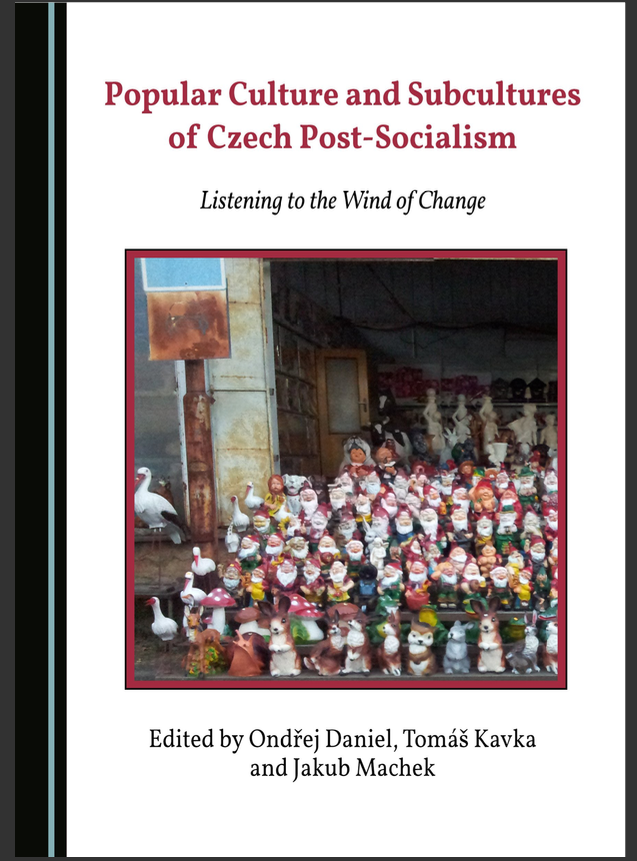 Popular Culture and Subcultures
of Czech Post-Socialism
Listening to the Wind of Change
Edited by Ondřej Daniel, Tomáš Kavka
and Jakub Machek